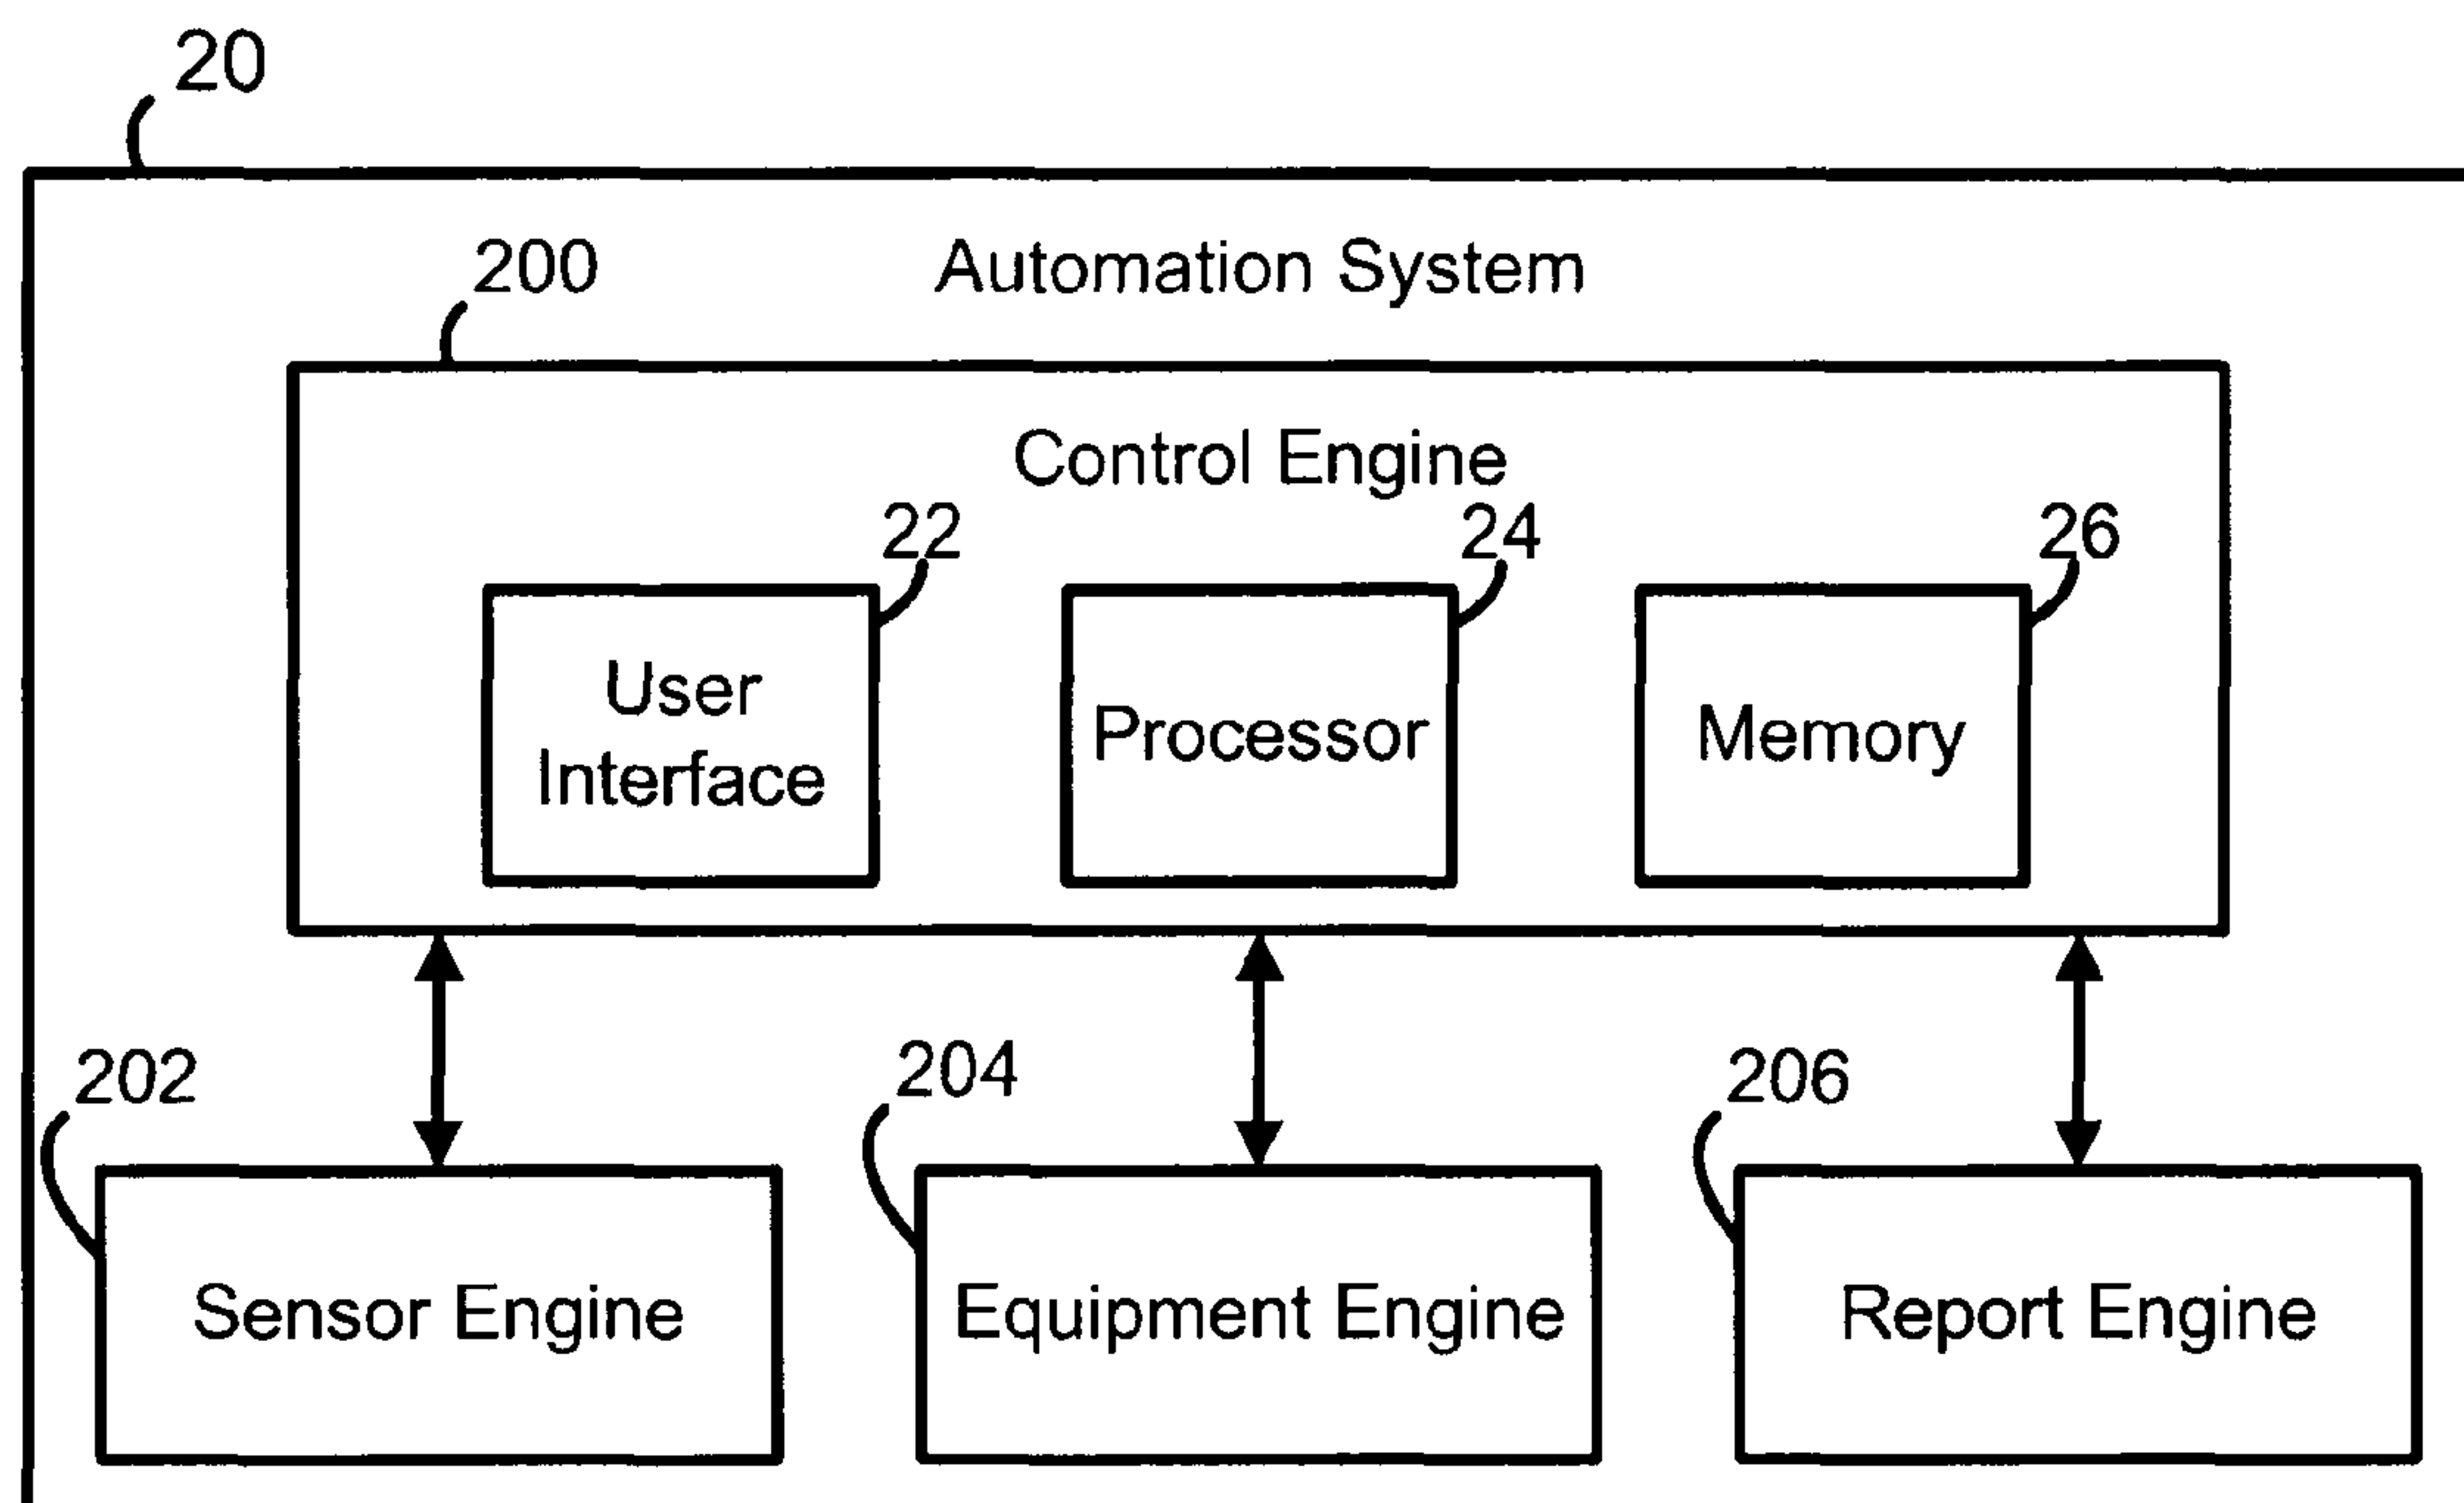 20
200
Automation System
Control Engine
22
24
26
User
Interface
Processor
Memory
202
204
206
Sensor Engine
Equipment Engine
Report Engine